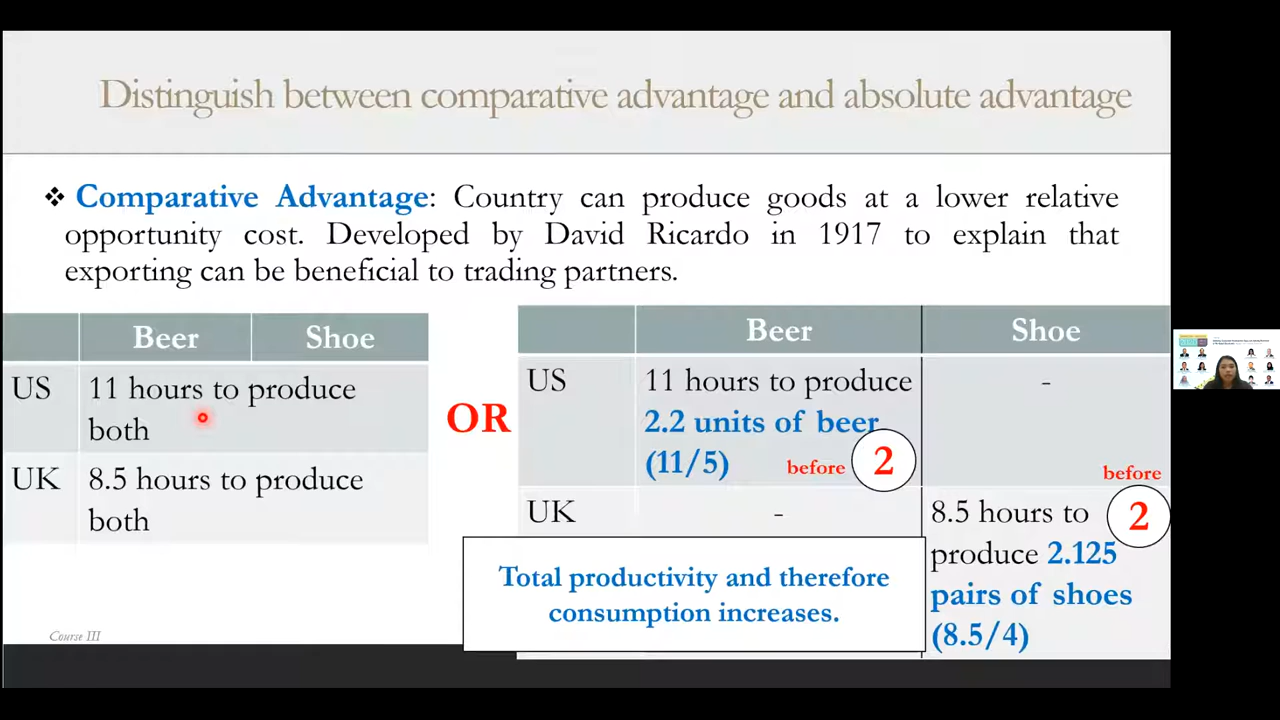 Distinguish between comparative advantage and absolute advantage
❖ Comparative Advantage: Country can produce goods at a lower relative
opportunity cost. Developed by David Ricardo in 1917 to explain that
exporting can be beneficial to trading partners.
Beer Shoe
US 11 hours to produce
both
UK 8.5 hours to produce
both
OR
Beer Shoe
US 11 hours to produce -
2.2 units of beer
(11/5) before 2
before
2
UK - 8.5 hours to
produce 2.125
pairs of shoes
(8.5/4)
Total productivity and therefore
consumption increases.
Course III